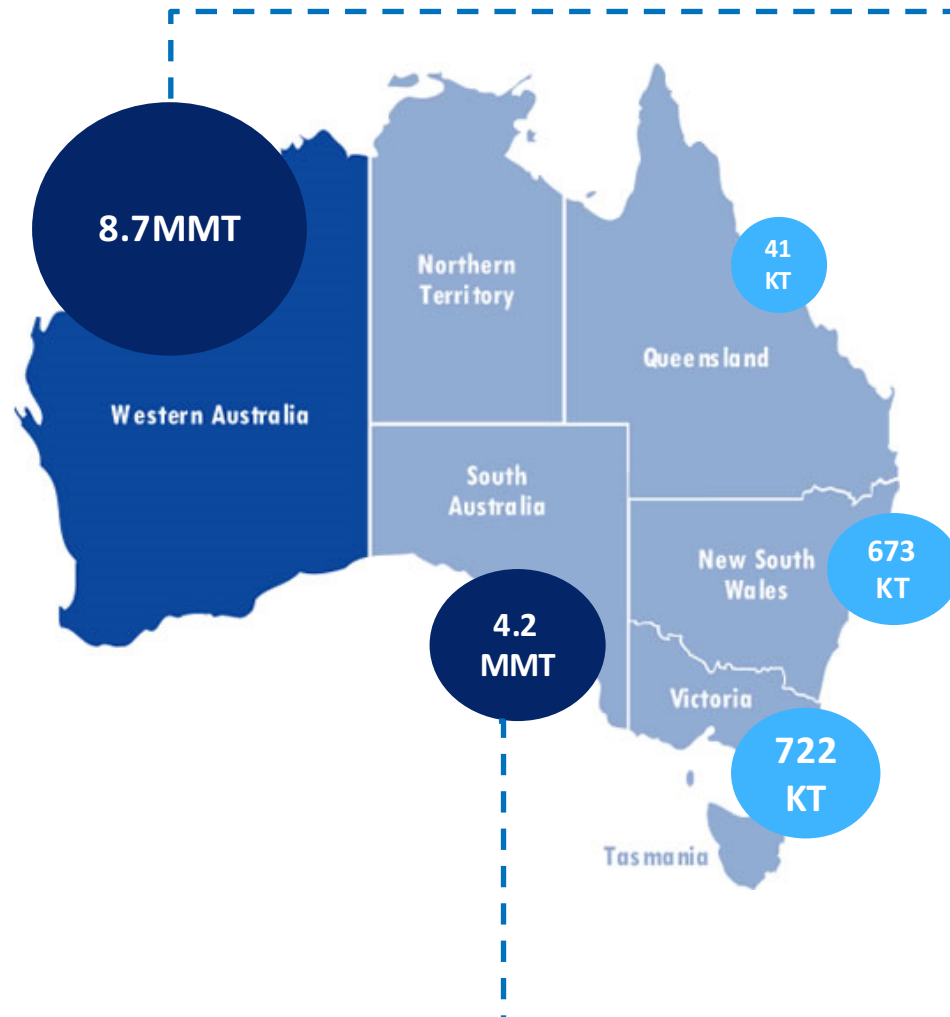 8.7MMT
Northern
Territory
41
KT
Queensland
Western Australia
South
Australia
New South
Wales
673
KT
4.2
MMT
Victoria
722
KT
Tasmania